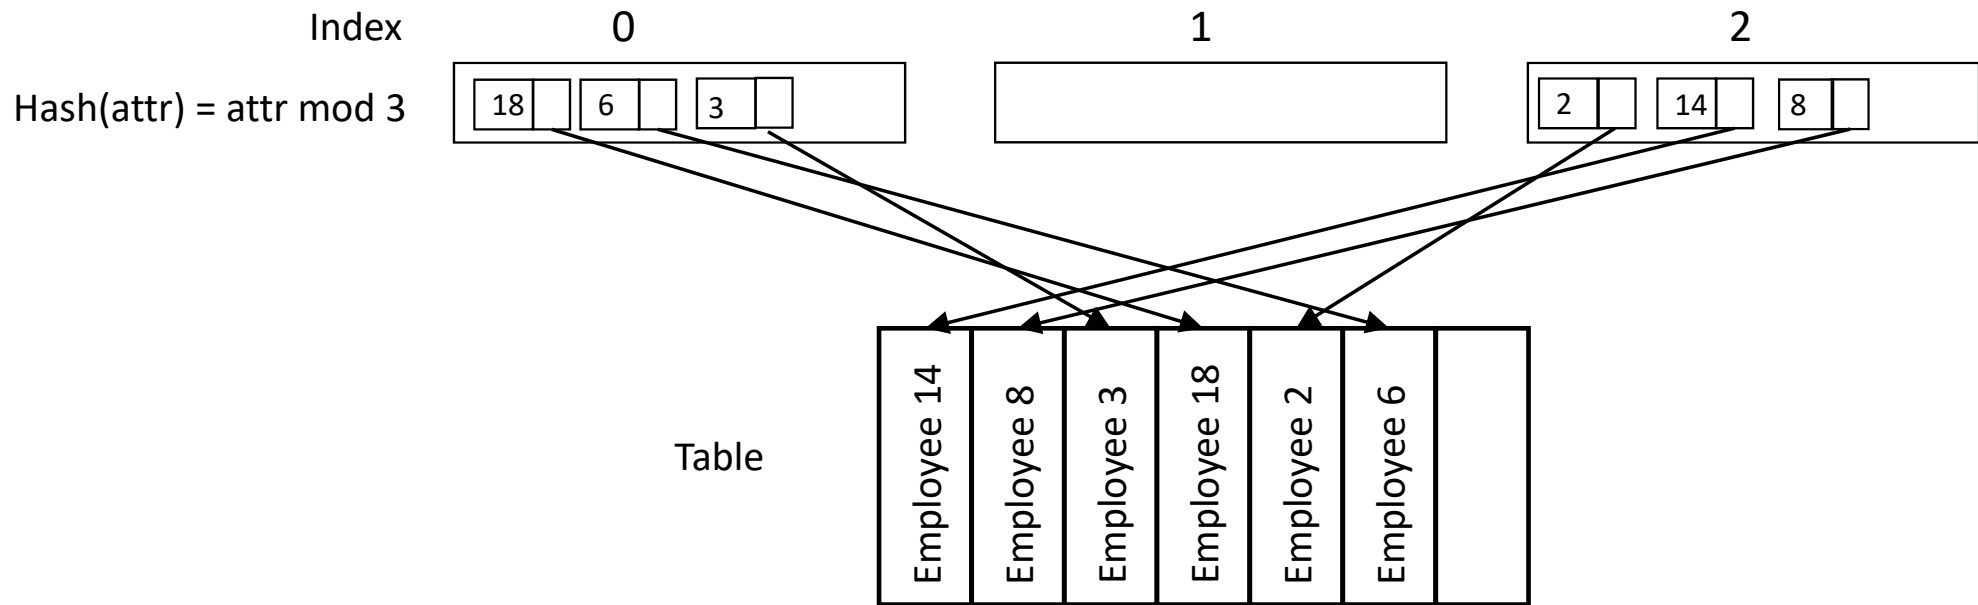 Index 0 1 2
Hash(attr) = attr mod 3 18 6 3 2 14 8
Table
Employee 14
Employee 8
Employee 3
Employee 18
Employee 2
Employee 6